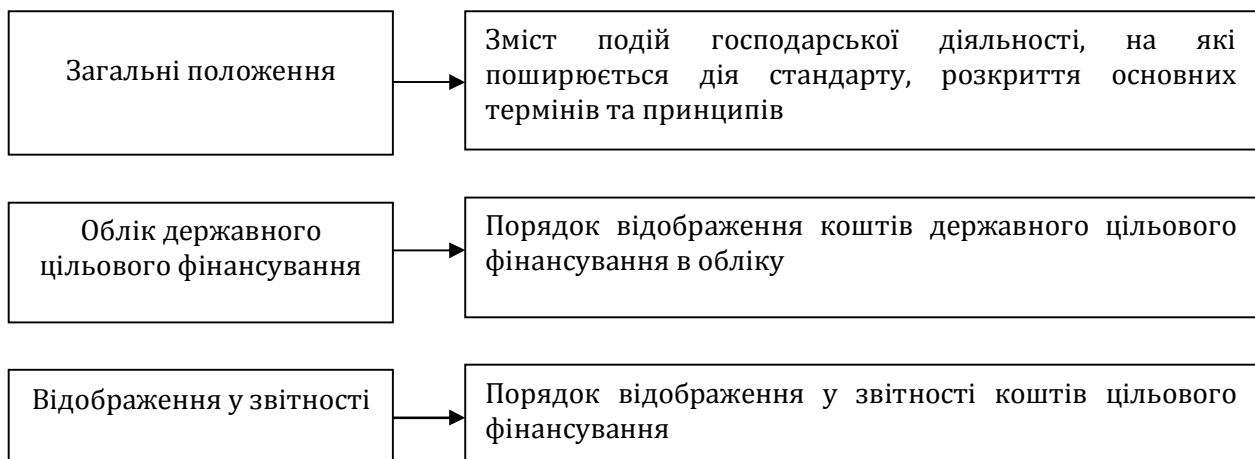 Загальні положення
Зміст подій господарської діяльності, на які
поширюється дія стандарту, розкриття основних
термінів та принципів
Облік державного
цільового фінансування
Порядок відображення коштів державного цільового
фінансування в обліку
Відображення у звітності
Порядок відображення у звітності коштів цільового
фінансування